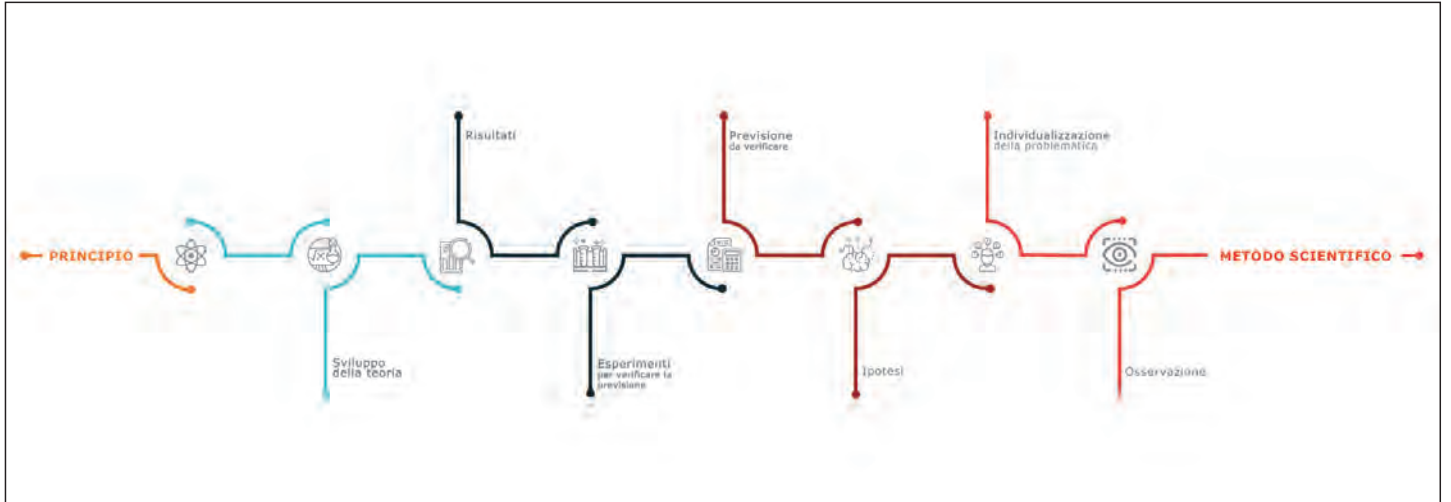 PRINCIPIO
Sviluppo
della teoria
Risultati
Esperimenti
per verificare la
previsione
Previsione
da verificare
Ipotesi
Individualizzazione
della problematica
Osservazione
METODO SCIENTIFICO